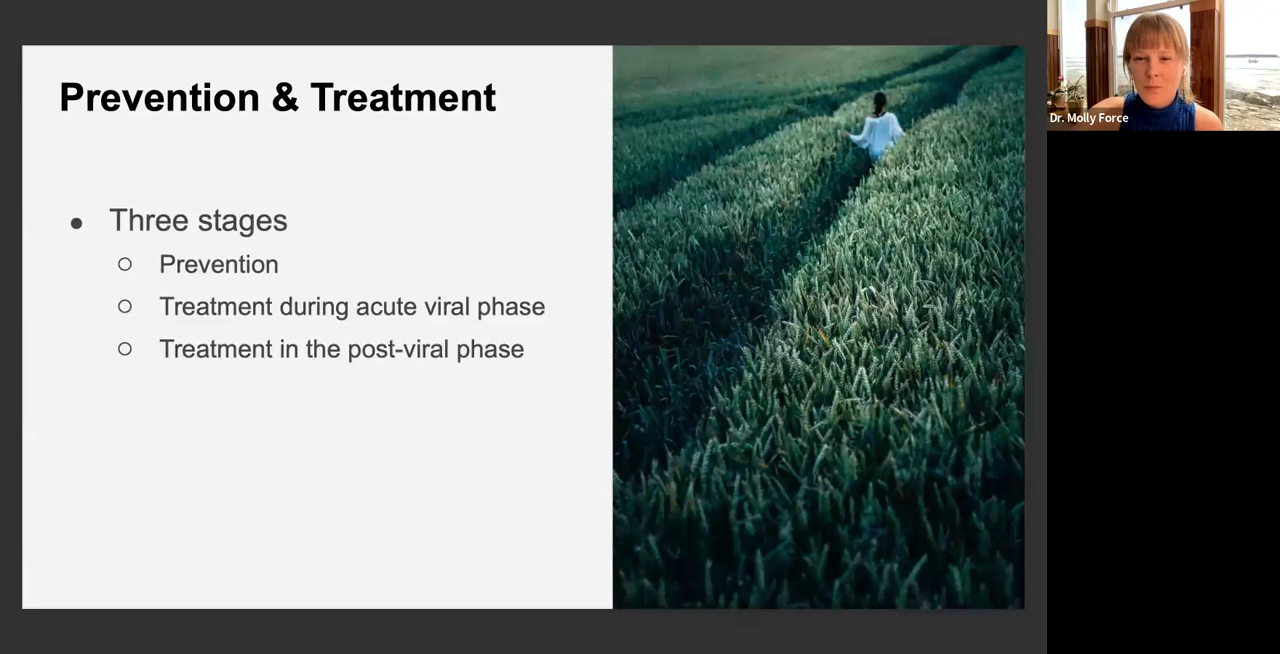 Prevention & Treatment
● Three stages
○ Prevention
○ Treatment during acute viral phase
○ Treatment in the post-viral phase
Dr. Molly Force